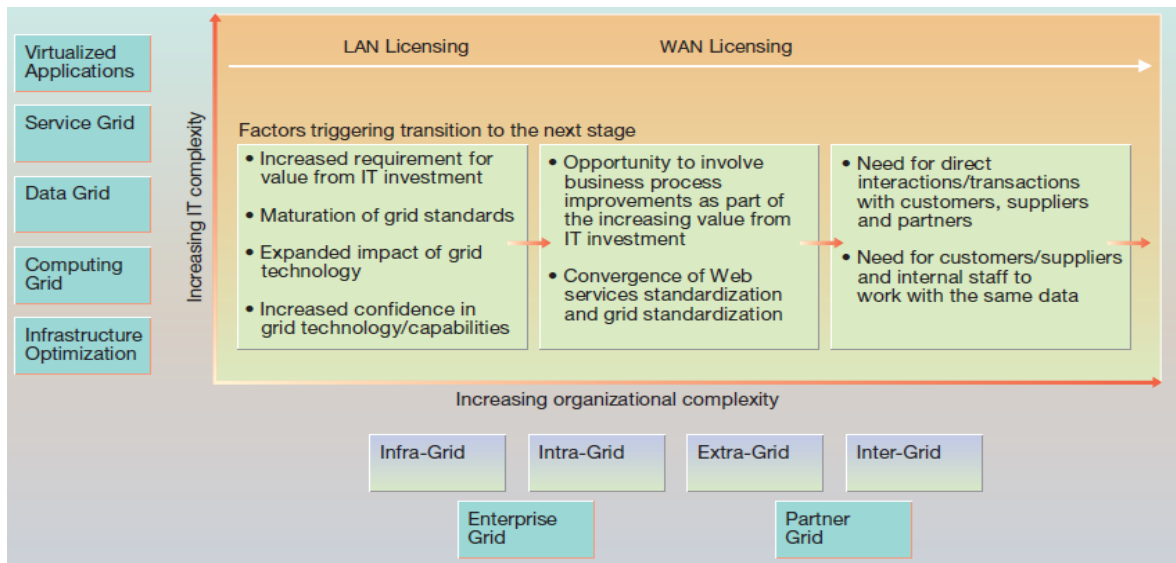 Virtualized
Applications
Service Grid
Data Grid
Computing
Grid
Infrastructure
Optimization
Increasing IT complexity
LAN Licensing
WAN Licensing
Factors triggering transition to the next stage
• Increased requirement for
value from IT investment
• Maturation of grid standards
• Expanded impact of grid
technology
• Increased confidence in
grid technology/capabilities
• Opportunity to involve
business process
improvements as part of
the increasing value from
IT investment
• Convergence of Web
services standardization
and grid standardization
• Need for direct
interactions/transactions
with customers, suppliers
and partners
• Need for customers/suppliers
and internal staff to
work with the same data
Increasing organizational complexity
Infra-Grid
Intra-Grid
Extra-Grid
Inter-Grid
Enterprise
Grid
Partner
Grid